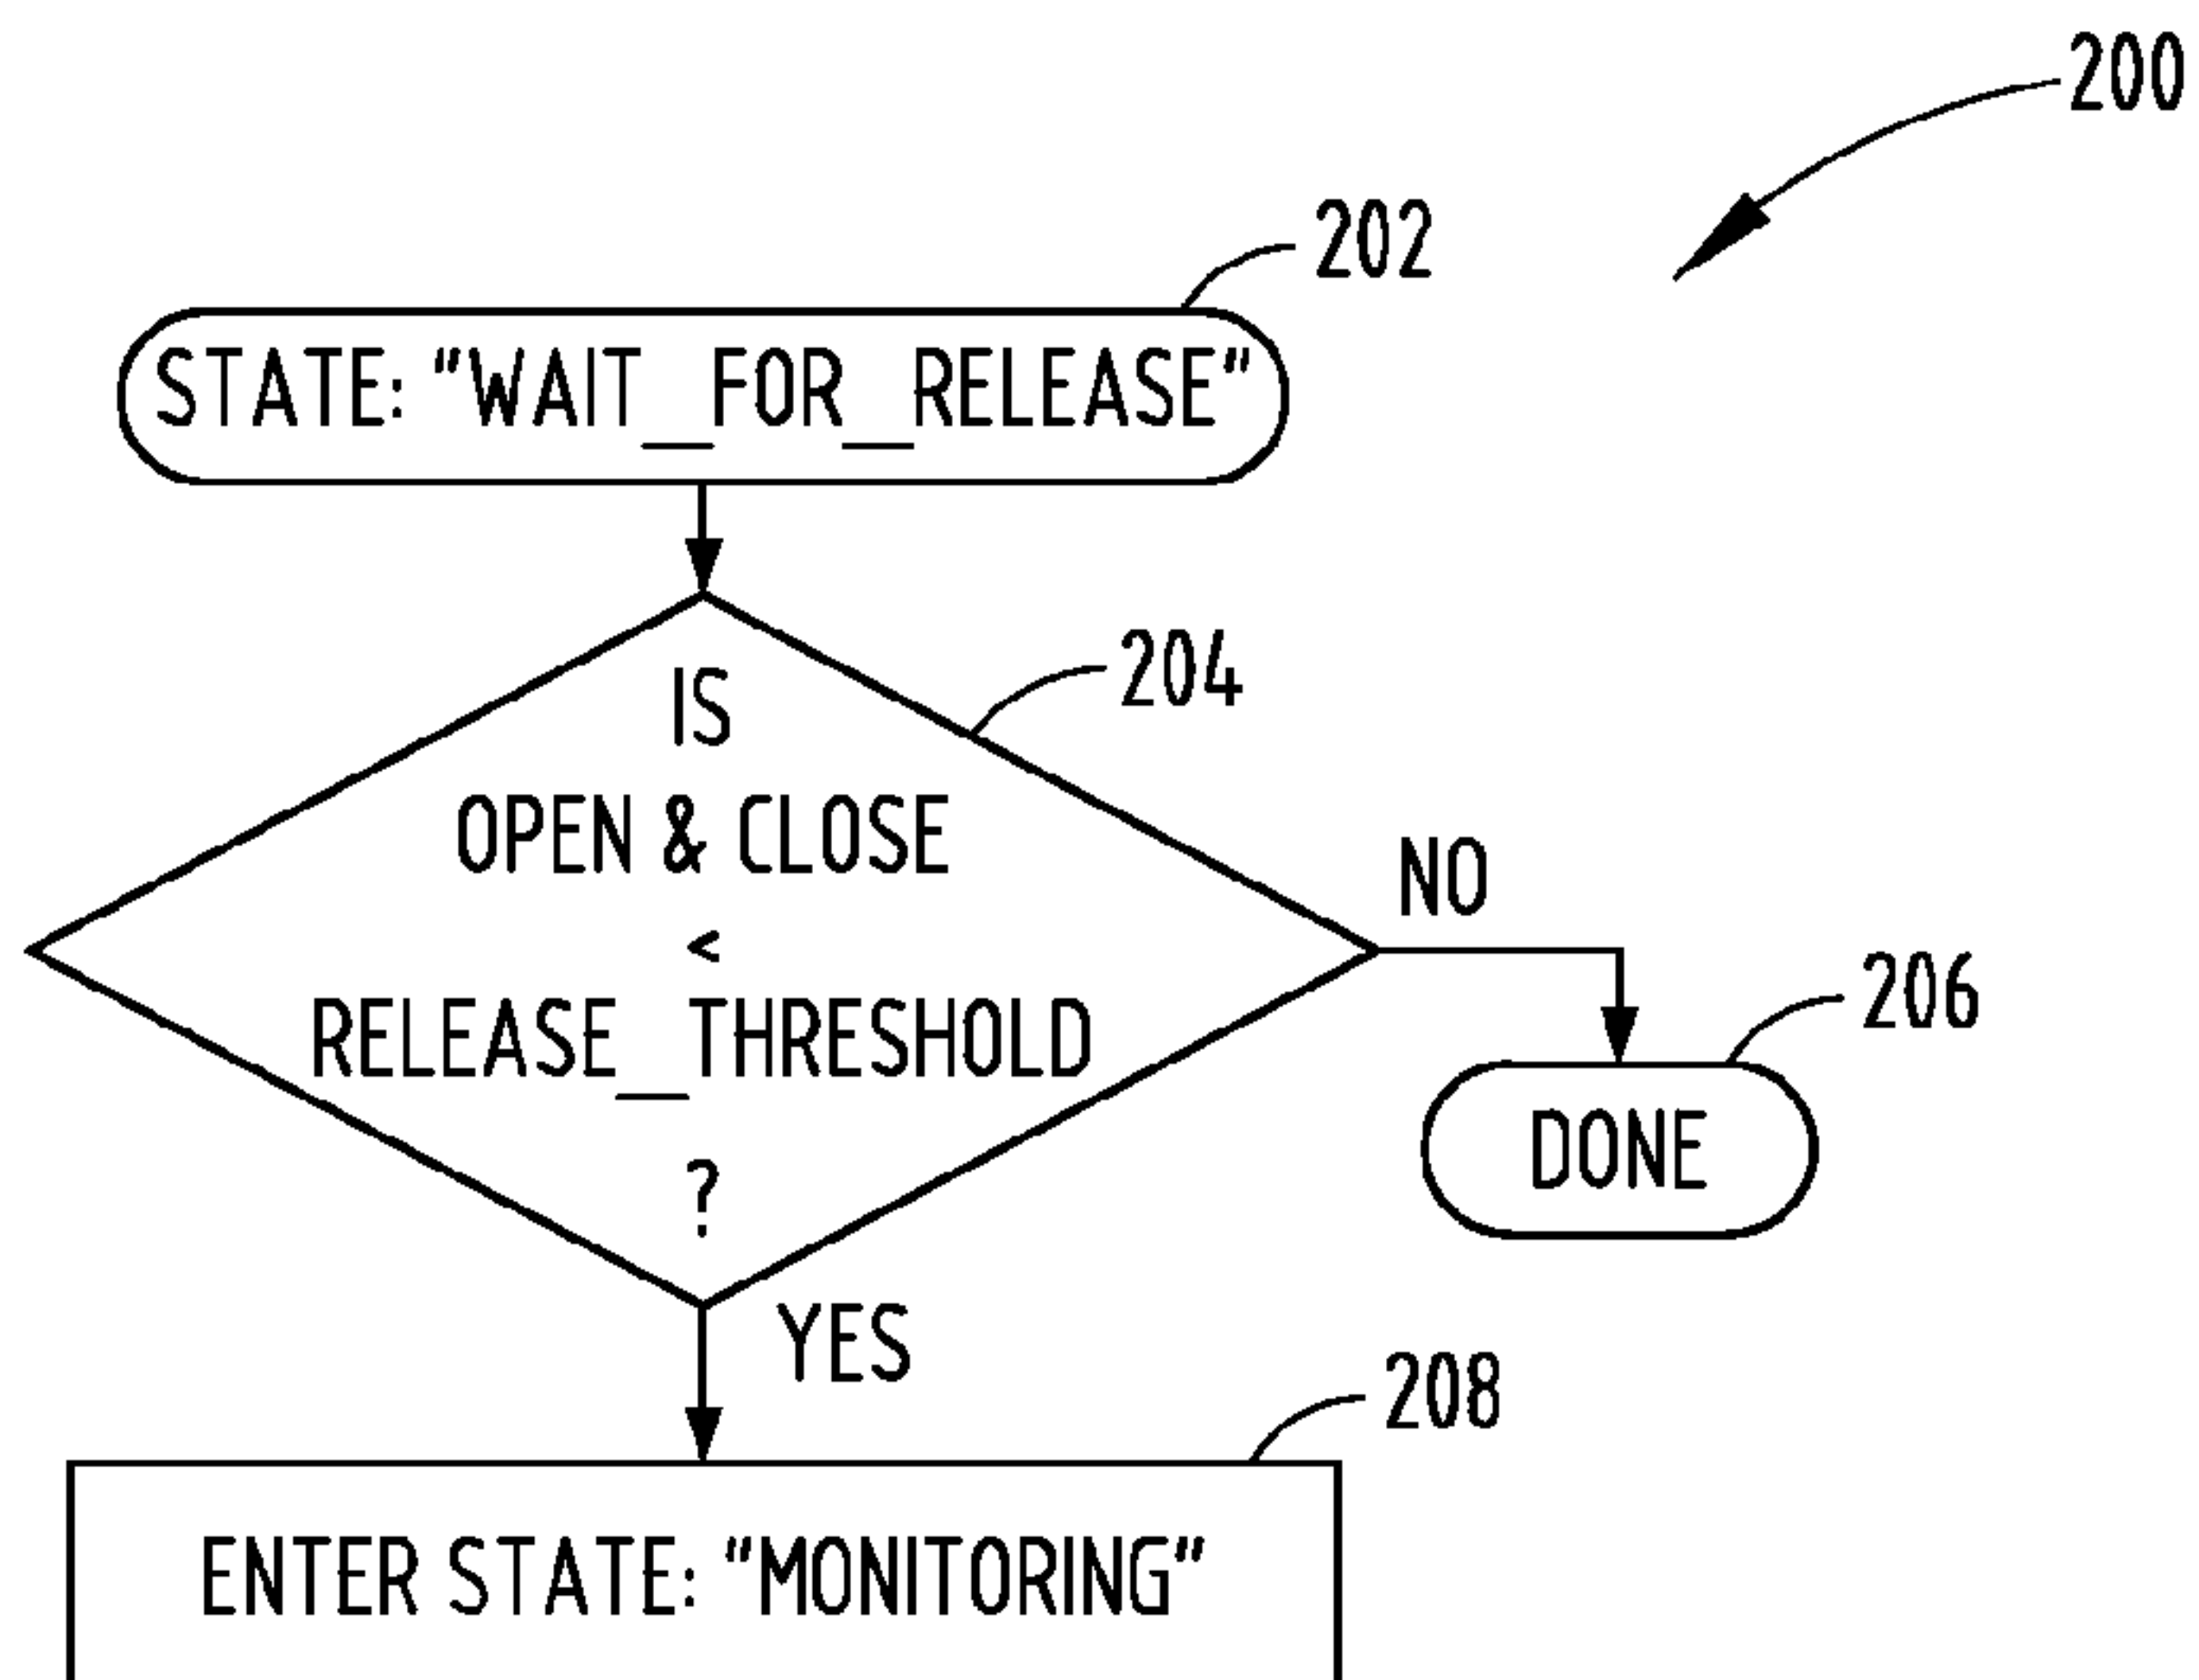 200
202
STATE: "WAIT_FOR_RELEASE"
204
IS
OPEN & CLOSE
<
RELEASE_THRESHOLD
?
NO
206
DONE
YES
208
ENTER STATE: "MONITORING"